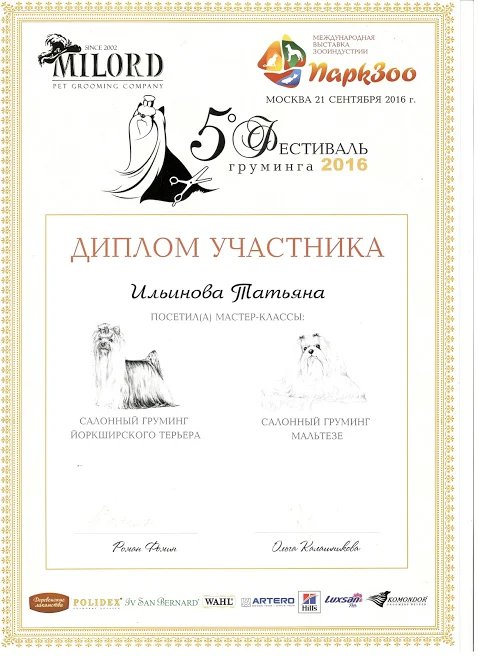 SINCE 2002
MILORD
PET GROOMING COMPANY
МЕЖДУНАРОДНАЯ
ВЫСТАВКА
ЗООИНДУСТРИИ
ПаркЗоо
МОСКВА 21 СЕНТЯБРЯ 2016 г.
5° ФЕСТИВАЛЬ
груминга 2016
ДИПЛОМ УЧАСТНИКА
Ильинова Татьяна
ПОСЕТИЛ(А) МАСТЕР-КЛАССЫ:
САЛОННЫЙ ГРУМИНГ
ЙОРКШИРСКОГО ТЕРЬЕРА
САЛОННЫЙ ГРУМИНГ
МАЛЬТЕЗЕ
Роман Фомин
Ольга Калашникова
Деревенские лакомства
POLIDEX
IV SAN BERNARD
WAHL
ARTERO
Hill's
Luxsan
KOMONDOR